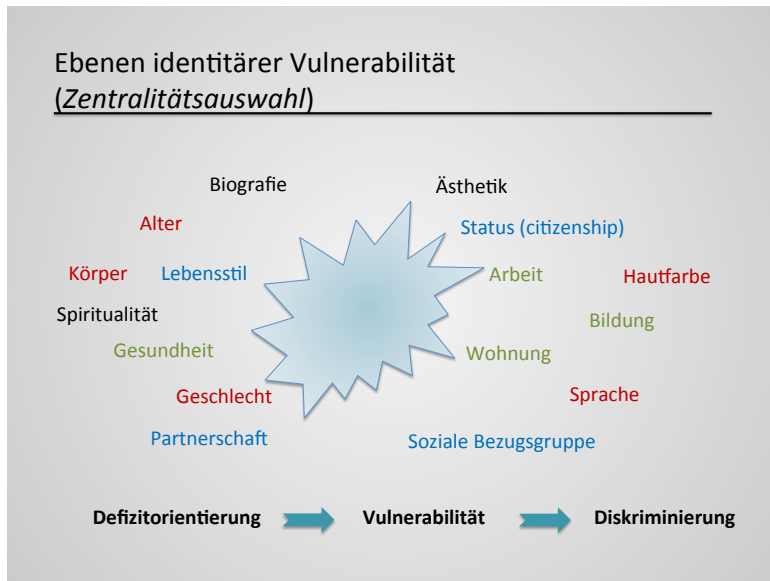 Ebenen identitärer Vulnerabilität
(Zentralitätsauswahl)
Biografie
Ästhetik
Alter
Status (citizenship)
Körper
Lebensstil
Arbeit
Hautfarbe
Spiritualität
Bildung
Gesundheit
Wohnung
Geschlecht
Sprache
Partnerschaft
Soziale Bezugsgruppe
Defizitorientierung
Vulnerabilität
Diskriminierung